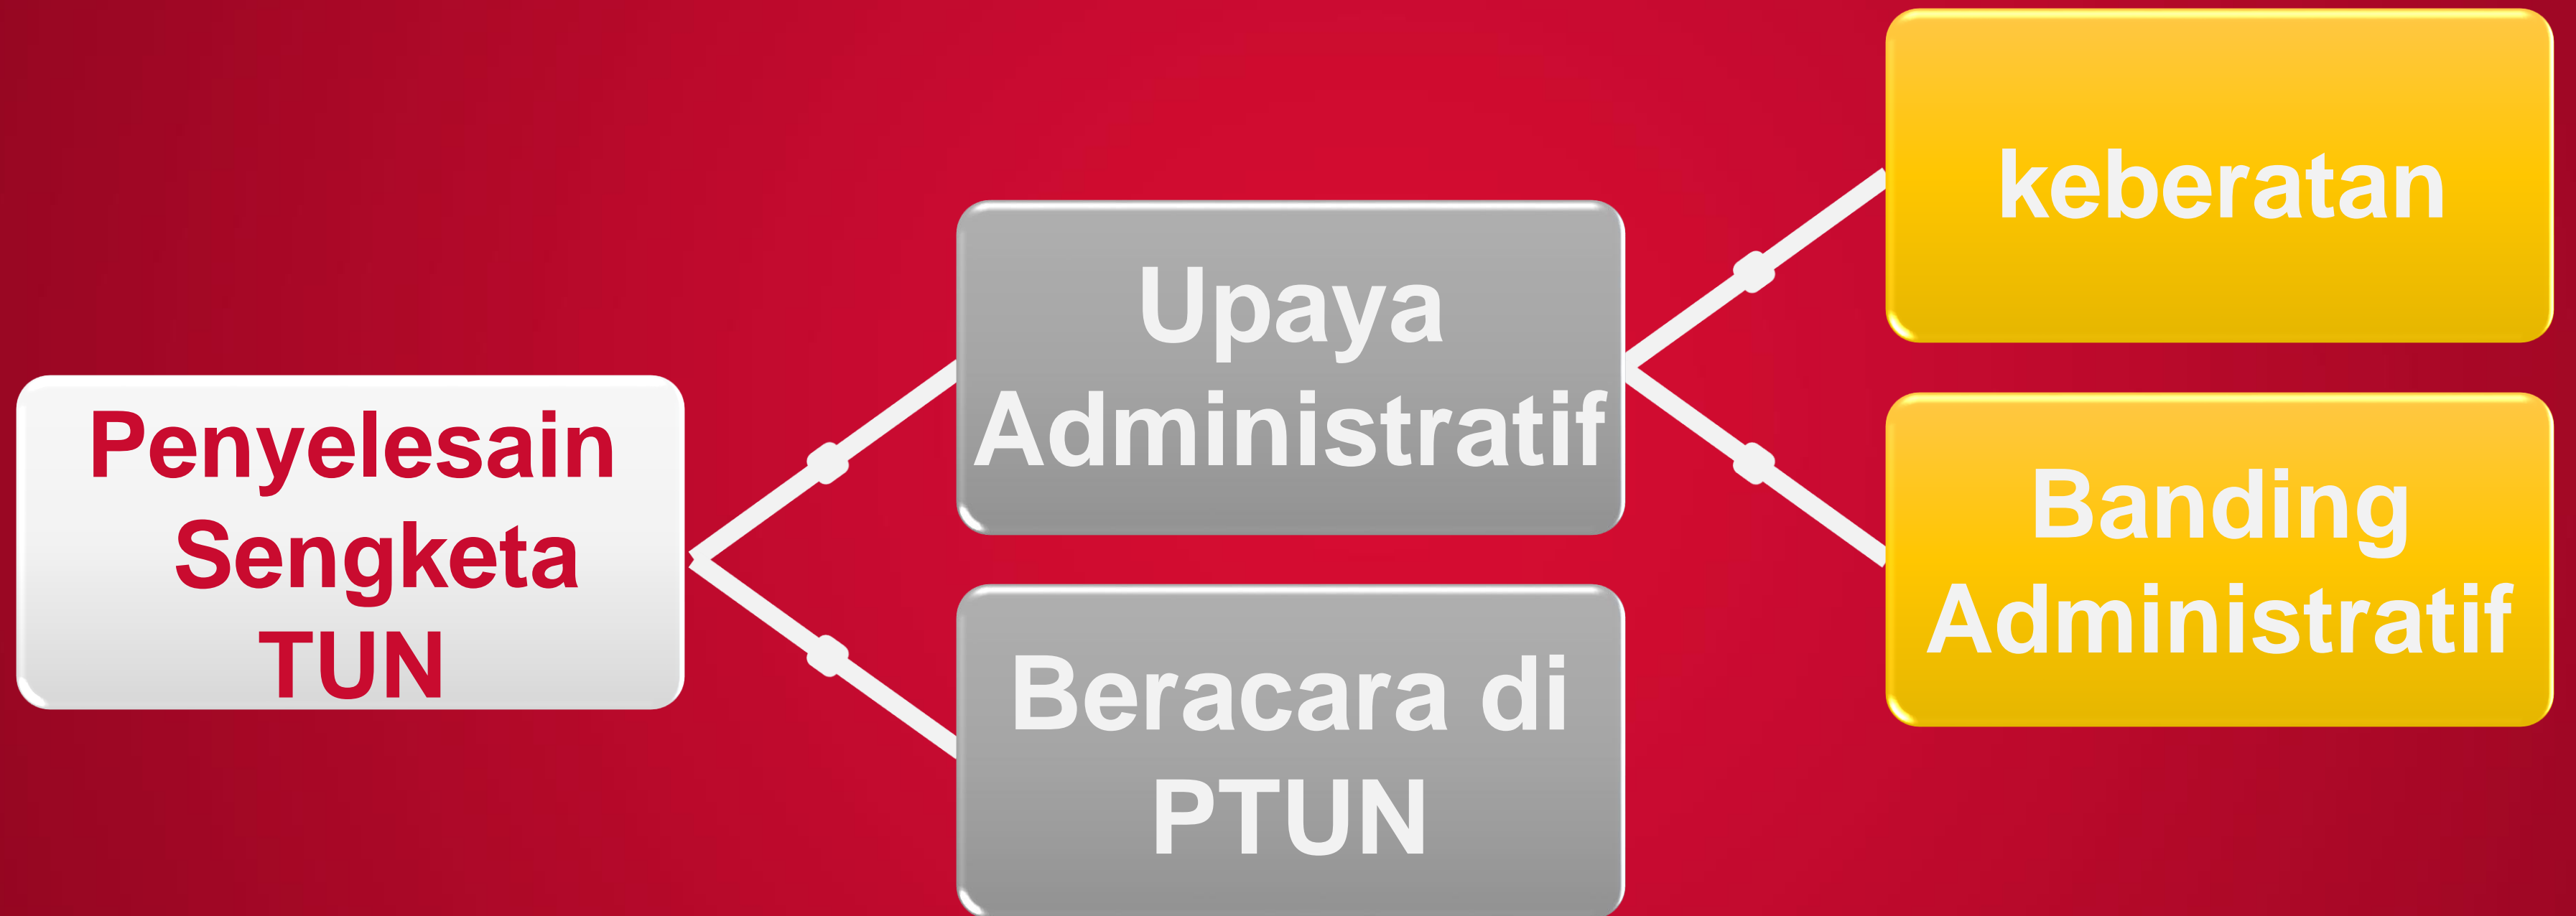 Penyelesain
Sengketa
TUN
Upaya
Administratif
Beracara di
PTUN
keberatan
Banding
Administratif